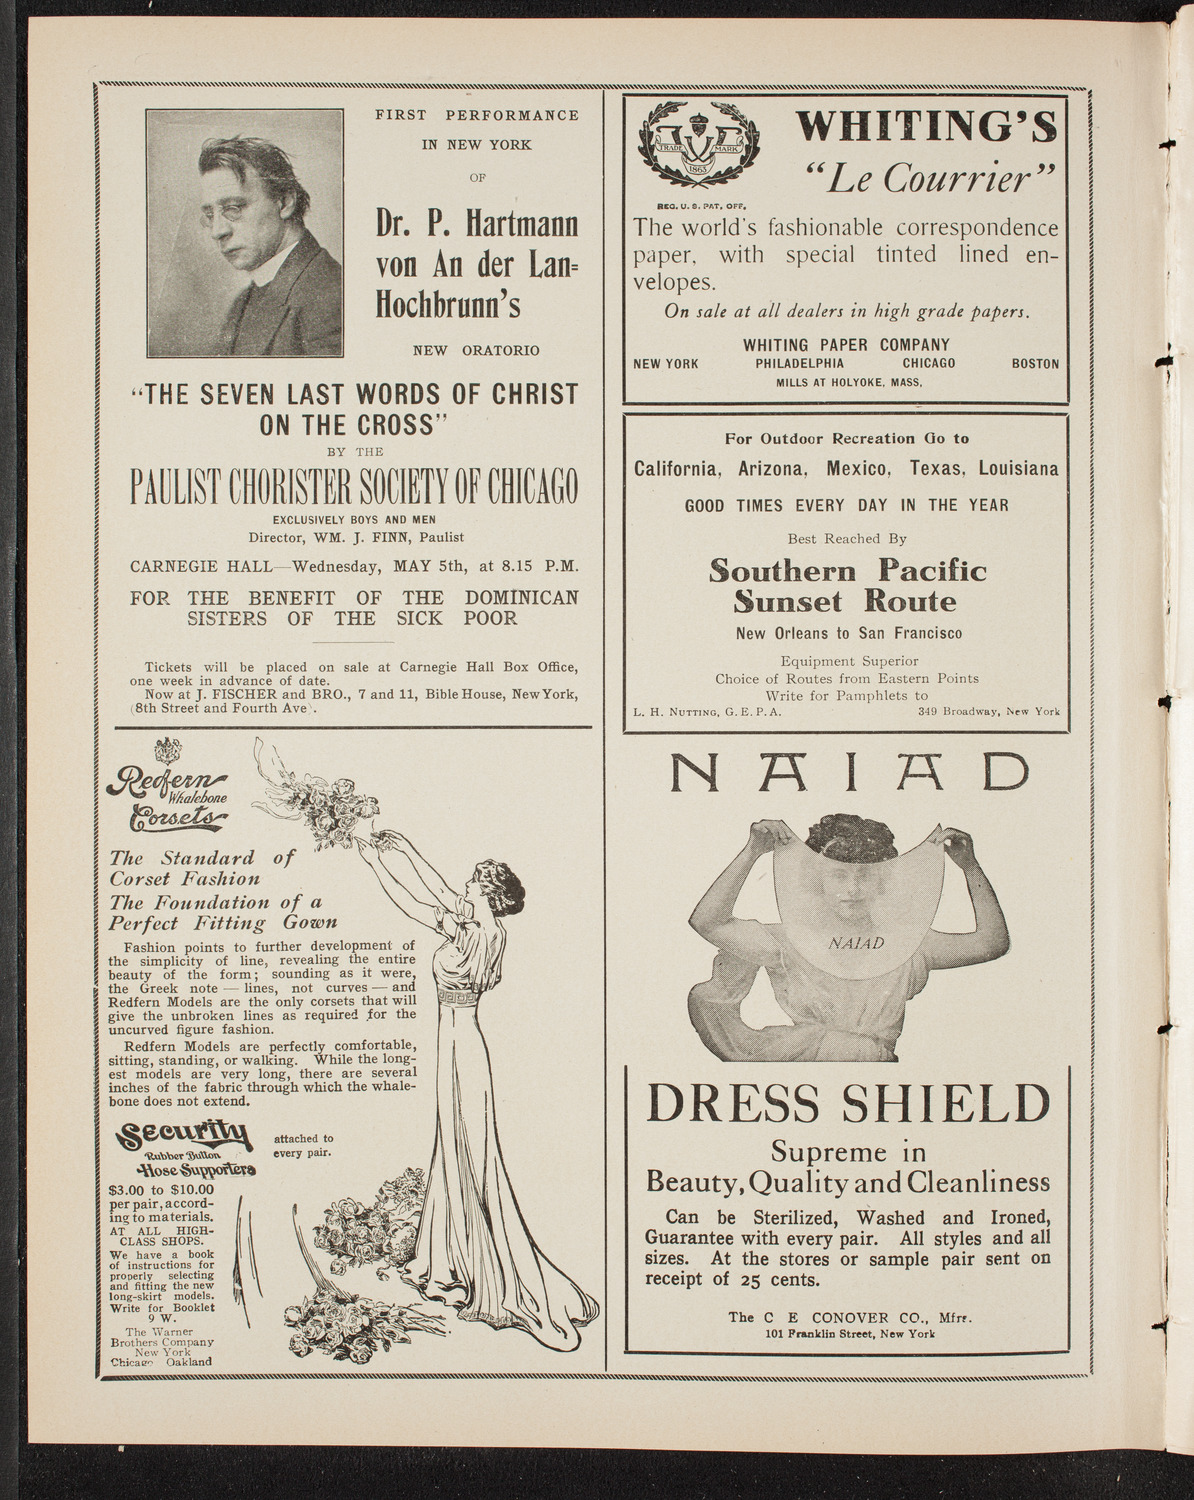 FIRST PERFORMANCE
IN NEW YORK
OF
Dr. P. Hartmann
von An der Lan=
Hochbrunn's
NEW ORATORIO
"THE SEVEN LAST WORDS OF CHRIST
ON THE CROSS"
BY THE
PAULIST CHORISTER SOCIETY OF CHICAGO
EXCLUSIVELY BOYS AND MEN
Director, WM. J. FINN, Paulist
CARNEGIE HALL—Wednesday, MAY 5th, at 8.15 P.M.
FOR THE BENEFIT OF THE DOMINICAN
SISTERS OF THE SICK POOR
Tickets will be placed on sale at Carnegie Hall Box Office,
one week in advance of date.
Now at J. FISCHER and BRO., 7 and 11, Bible House, New York,
(8th Street and Fourth Ave).
Redfern
Whalebone
Corsets
The Standard of
Corset Fashion
The Foundation of a
Perfect Fitting Gown
Fashion points to further development of
the simplicity of line, revealing the entire
beauty of the form; sounding as it were,
the Greek note — lines, not curves — and
Redfern Models are the only corsets that will
give the unbroken lines as required for the
uncurved figure fashion.
Redfern Models are perfectly comfortable,
sitting, standing, or walking. While the long-
est models are very long, there are several
inches of the fabric through which the whale-
bone does not extend.
Security
Rubber Button
Hose Supporters
attached to
every pair.
$3.00 to $10.00
per pair, accord-
ing to materials.
AT ALL HIGH-
CLASS SHOPS.
We have a book
of instructions for
properly selecting
and fitting the new
long-skirt models.
Write for Booklet
9 W.
The Warner
Brothers Company
New York
Chicago Oakland
TRADE MARK
1865
REG. U. S. PAT. OFF.
WHITING'S
"Le Courrier"
The world's fashionable correspondence
paper, with special tinted lined en-
velopes.
On sale at all dealers in high grade papers.
WHITING PAPER COMPANY
NEW YORK PHILADELPHIA CHICAGO BOSTON
MILLS AT HOLYOKE, MASS.
For Outdoor Recreation Go to
California, Arizona, Mexico, Texas, Louisiana
GOOD TIMES EVERY DAY IN THE YEAR
Best Reached By
Southern Pacific
Sunset Route
New Orleans to San Francisco
Equipment Superior
Choice of Routes from Eastern Points
Write for Pamphlets to
L. H. NUTTING, G. E. P. A. 349 Broadway, New York
NAIAD
NAIAD
DRESS SHIELD
Supreme in
Beauty, Quality and Cleanliness
Can be Sterilized, Washed and Ironed,
Guarantee with every pair. All styles and all
sizes. At the stores or sample pair sent on
receipt of 25 cents.
The C E CONOVER CO., Mfrr.
101 Franklin Street, New York